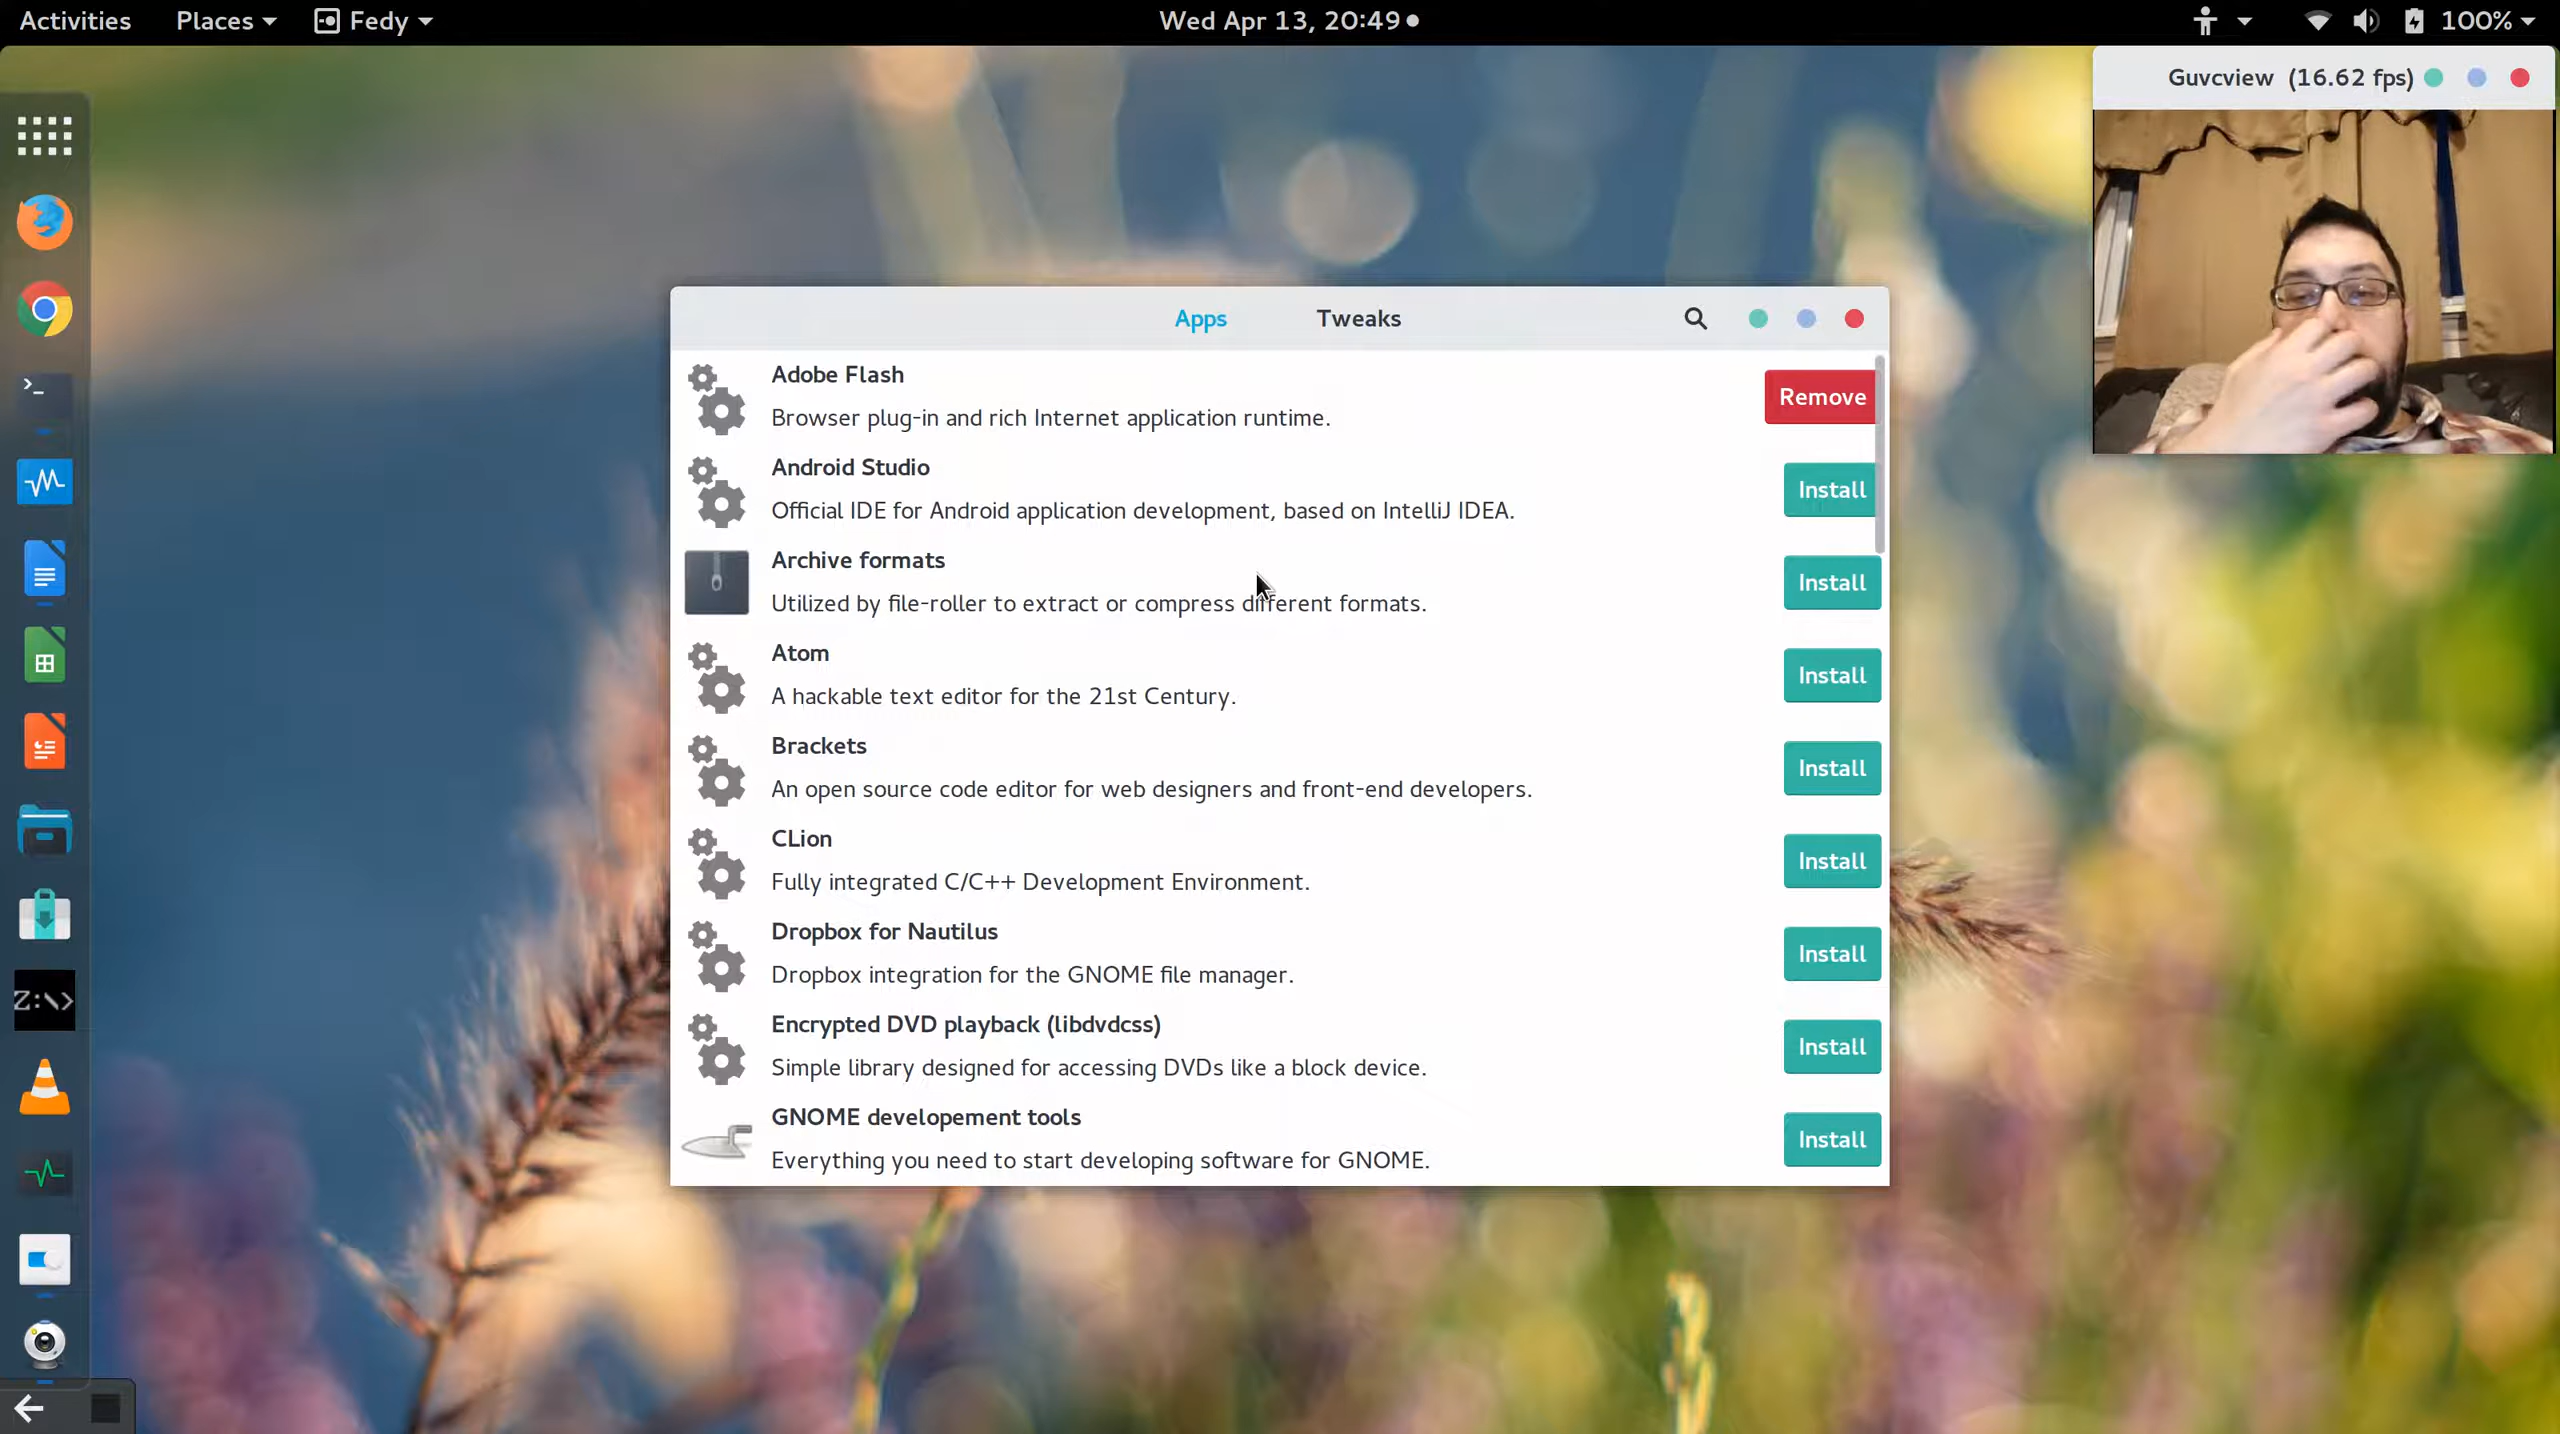 Activities
Places
Fedy
Wed Apr 13, 20:49
100%
Guvcview (16.62 fps)
Apps
Tweaks
Adobe Flash
Browser plug-in and rich Internet application runtime.
Remove
Android Studio
Official IDE for Android application development, based on IntelliJ IDEA.
Install
Archive formats
Utilized by file-roller to extract or compress different formats.
Install
Atom
A hackable text editor for the 21st Century.
Install
Brackets
An open source code editor for web designers and front-end developers.
Install
CLion
Fully integrated C/C++ Development Environment.
Install
Dropbox for Nautilus
Dropbox integration for the GNOME file manager.
Install
Encrypted DVD playback (libdvdcss)
Simple library designed for accessing DVDs like a block device.
Install
GNOME developement tools
Everything you need to start developing software for GNOME.
Install
>_
Z:\>